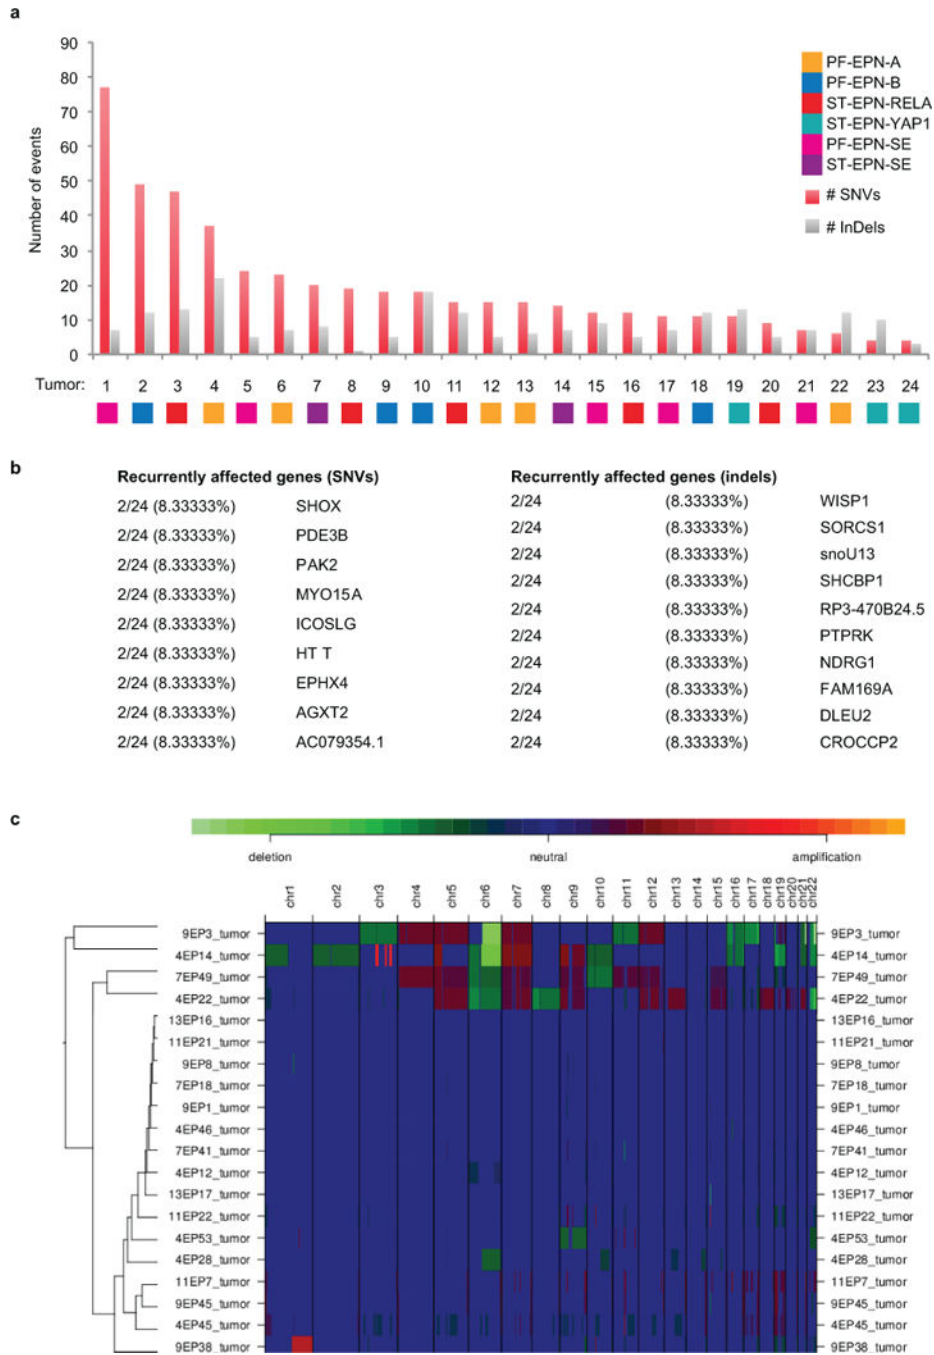 a
90
80
70
60
50
40
30
20
10
0
Number of events
PF-EPN-A
PF-EPN-B
ST-EPN-RELA
ST-EPN-YAP1
PF-EPN-SE
ST-EPN-SE
# SNVs
# InDels
Tumor: 1 2 3 4 5 6 7 8 9 10 11 12 13 14 15 16 17 18 19 20 21 22 23 24
b
Recurrently affected genes (SNVs)
2/24 (8.33333%) SHOX
2/24 (8.33333%) PDE3B
2/24 (8.33333%) PAK2
2/24 (8.33333%) MYO15A
2/24 (8.33333%) ICOSLG
2/24 (8.33333%) HT T
2/24 (8.33333%) EPHX4
2/24 (8.33333%) AGXT2
2/24 (8.33333%) AC079354.1
Recurrently affected genes (indels)
2/24 (8.33333%) WISP1
2/24 (8.33333%) SORCS1
2/24 (8.33333%) snoU13
2/24 (8.33333%) SHCBP1
2/24 (8.33333%) RP3-470B24.5
2/24 (8.33333%) PTPRK
2/24 (8.33333%) NDRG1
2/24 (8.33333%) FAM169A
2/24 (8.33333%) DLEU2
2/24 (8.33333%) CROCCP2
c
deletion neutral amplification
chr1 chr2 chr3 chr4 chr5 chr6 chr7 chr8 chr9 chr10 chr11 chr12 chr13 chr14 chr15 chr16 chr17 chr18 chr19 chr20 chr21 chr22
9EP3_tumor 9EP3_tumor
4EP14_tumor 4EP14_tumor
7EP49_tumor 7EP49_tumor
4EP22_tumor 4EP22_tumor
13EP16_tumor 13EP16_tumor
11EP21_tumor 11EP21_tumor
9EP8_tumor 9EP8_tumor
7EP18_tumor 7EP18_tumor
9EP1_tumor 9EP1_tumor
4EP46_tumor 4EP46_tumor
7EP41_tumor 7EP41_tumor
4EP12_tumor 4EP12_tumor
13EP17_tumor 13EP17_tumor
11EP22_tumor 11EP22_tumor
4EP53_tumor 4EP53_tumor
4EP28_tumor 4EP28_tumor
11EP7_tumor 11EP7_tumor
9EP45_tumor 9EP45_tumor
4EP45_tumor 4EP45_tumor
9EP38_tumor 9EP38_tumor